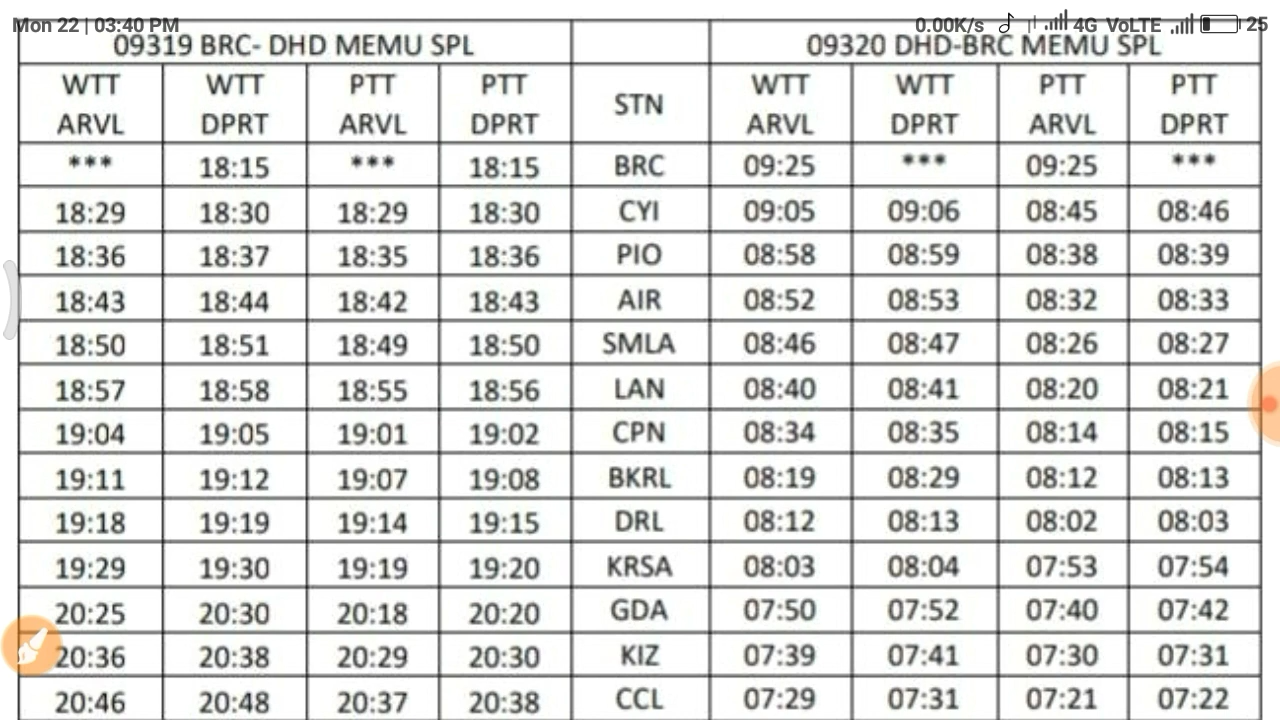 Mon 22 | 03:40 PM 0.00K/s 4G VoLTE 25
09319 BRC- DHD MEMU SPL 09320 DHD-BRC MEMU SPL
WTT ARVL WTT DPRT PTT ARVL PTT DPRT STN WTT ARVL WTT DPRT PTT ARVL PTT DPRT
*** 18:15 *** 18:15 BRC 09:25 *** 09:25 ***
18:29 18:30 18:29 18:30 CYI 09:05 09:06 08:45 08:46
18:36 18:37 18:35 18:36 PIO 08:58 08:59 08:38 08:39
18:43 18:44 18:42 18:43 AIR 08:52 08:53 08:32 08:33
18:50 18:51 18:49 18:50 SMLA 08:46 08:47 08:26 08:27
18:57 18:58 18:55 18:56 LAN 08:40 08:41 08:20 08:21
19:04 19:05 19:01 19:02 CPN 08:34 08:35 08:14 08:15
19:11 19:12 19:07 19:08 BKRL 08:19 08:29 08:12 08:13
19:18 19:19 19:14 19:15 DRL 08:12 08:13 08:02 08:03
19:29 19:30 19:19 19:20 KRSA 08:03 08:04 07:53 07:54
20:25 20:30 20:18 20:20 GDA 07:50 07:52 07:40 07:42
20:36 20:38 20:29 20:30 KIZ 07:39 07:41 07:30 07:31
20:46 20:48 20:37 20:38 CCL 07:29 07:31 07:21 07:22